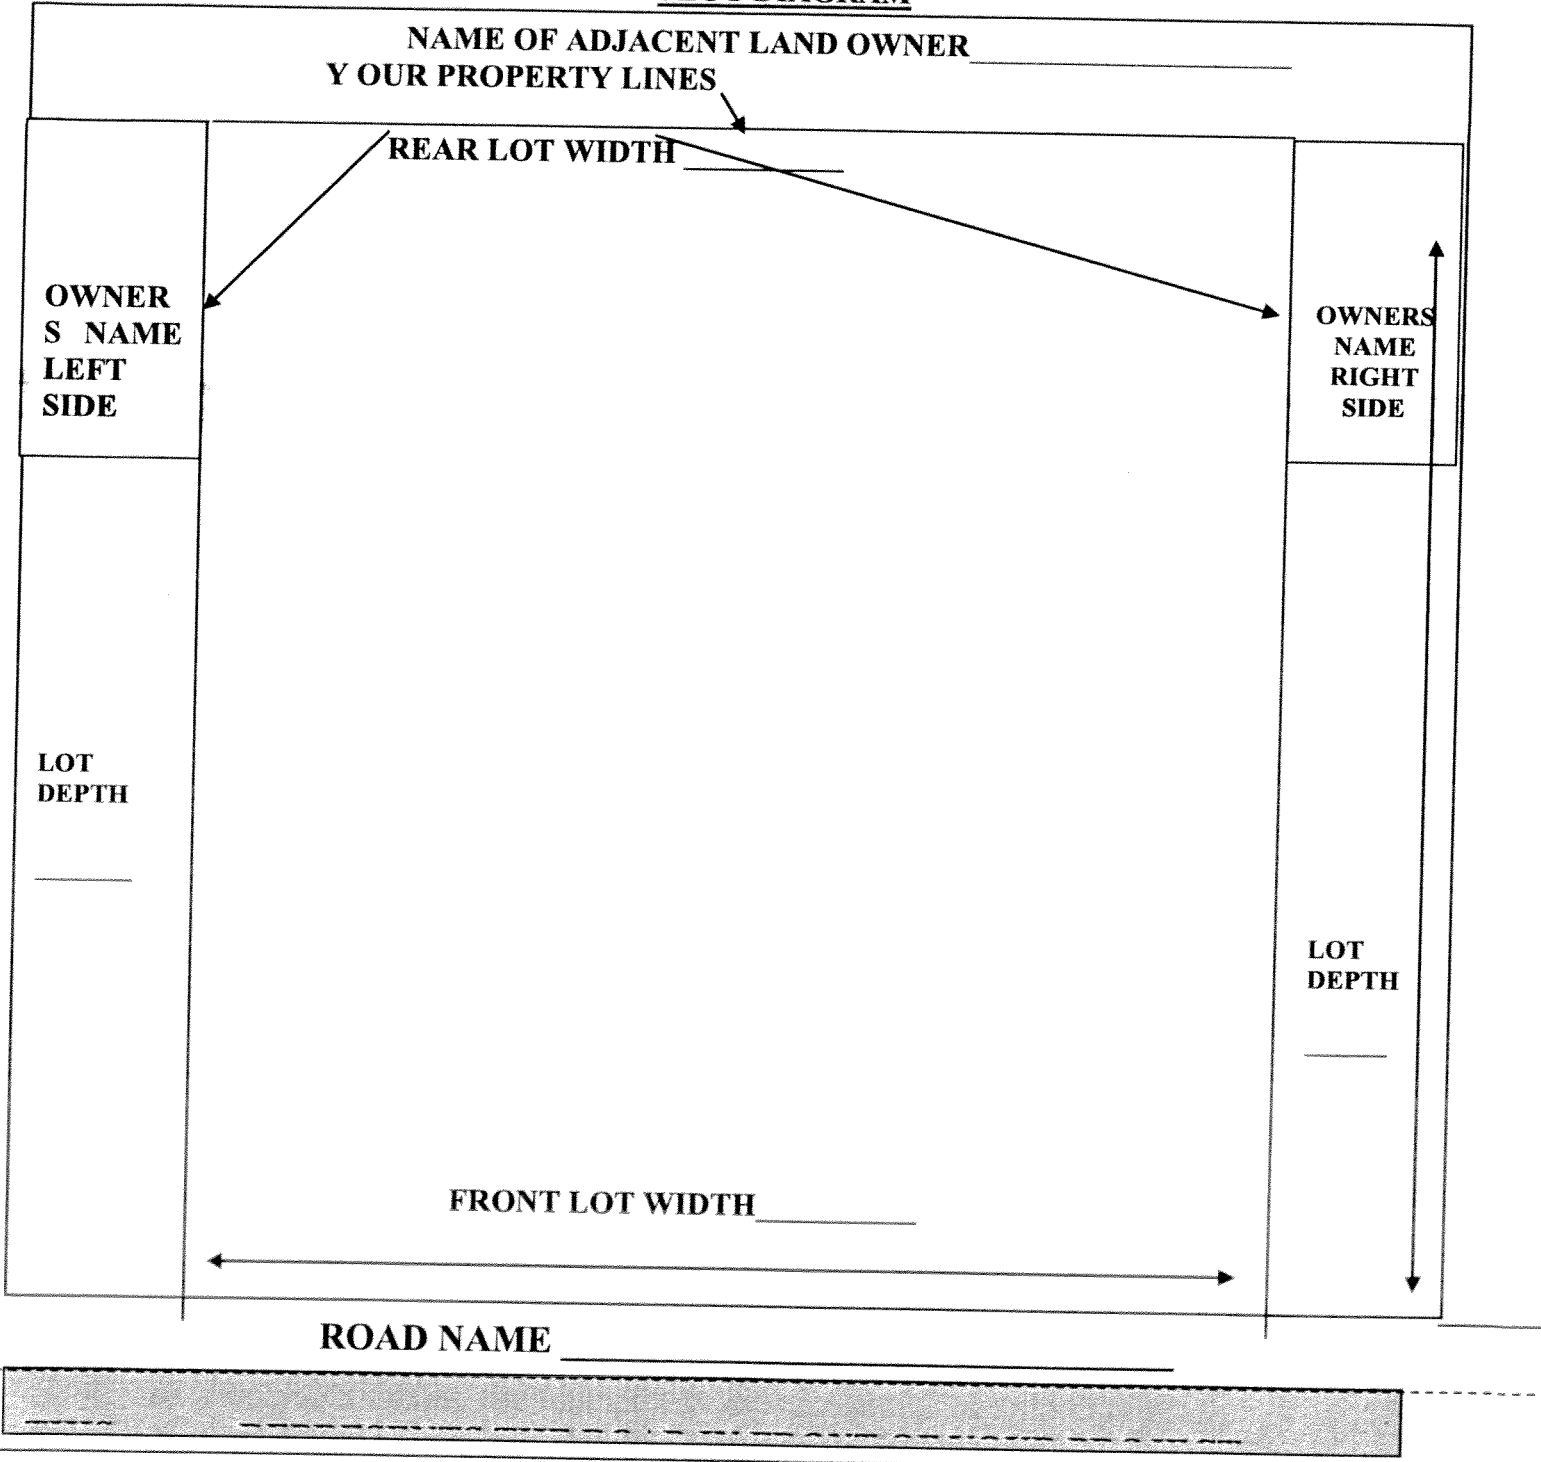 DIAGRAM
NAME OF ADJACENT LAND OWNER
Y OUR PROPERTY LINES
REAR LOT WIDTH
OWNER
S NAME
LEFT
SIDE
OWNERS
NAME
RIGHT
SIDE
LOT
DEPTH
LOT
DEPTH
FRONT LOT WIDTH
ROAD NAME